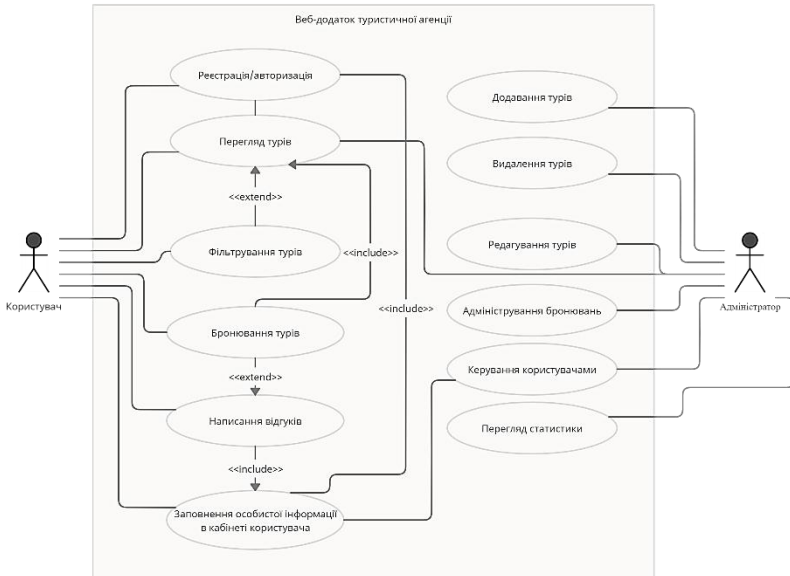 Веб-додаток туристичної агенції
Реєстрація/авторизація
Перегляд турів
<<extend>>
Фільтрування турів
<<include>>
Бронювання турів
<<include>>
<<extend>>
Написання відгуків
<<include>>
Заповнення особистої інформації
в кабінеті користувача
Додавання турів
Видалення турів
Редагування турів
Адміністрування бронювань
Керування користувачами
Перегляд статистики
Користувач
Адміністратор